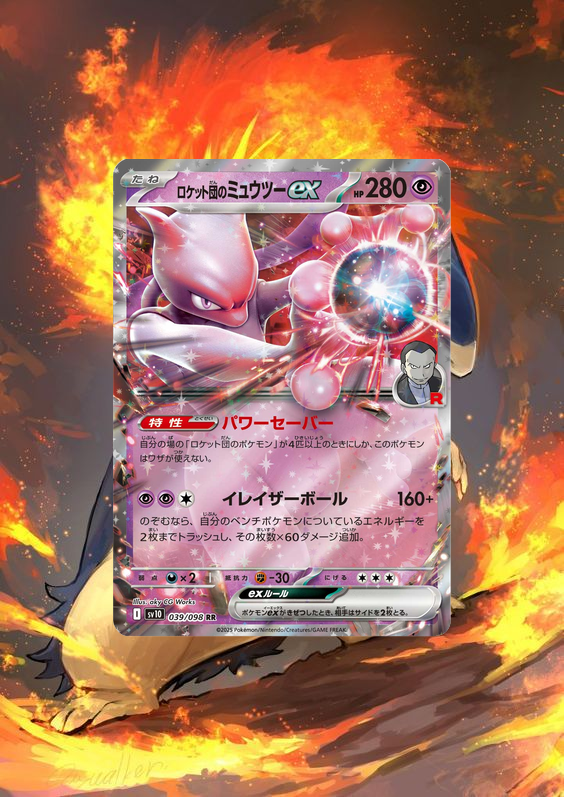 たね
ロケット団のミュウツーex HP280
特性 パワーセーバー
自分の場の「ロケット団のポケモン」が4匹以上のときにしか、このポケモン
はワザが使えない。
イレイザーボール 160+
のぞむなら、自分のベンチポケモンについているエネルギーを
2枚までトラッシュし、その枚数×60ダメージ追加。
弱点 ×2 抵抗力 -30 にげる
exルール
ポケモンexがきぜつしたとき、相手はサイドを2枚とる。
Illus. aky CG Works
I sv10 039/098 RR
©2025 Pokémon/Nintendo/Creatures/GAME FREAK.
R